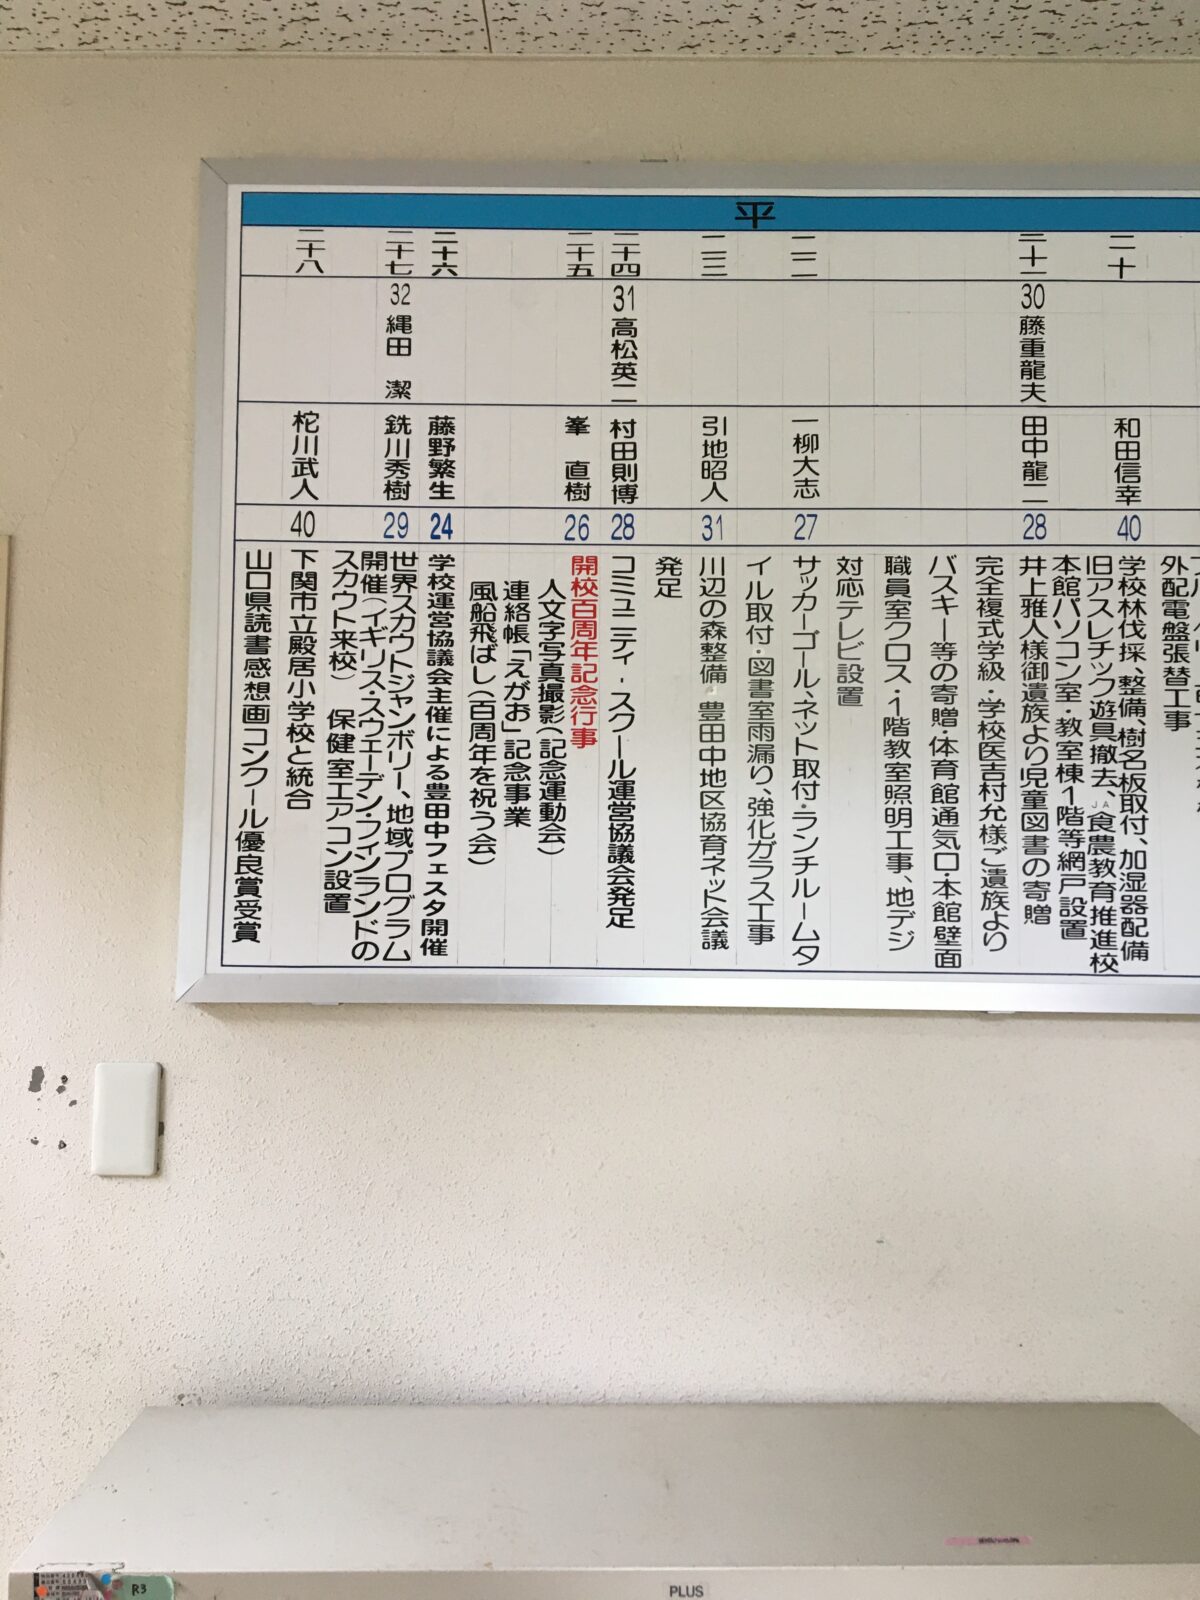 平
二十
二十一
二二
二三
二十四
二十五
二十六
二十七
二十八
30 藤重龍夫
31 高松英二
32 縄田 潔
和田信幸
田中龍二
一柳大志
引地昭人
村田則博
峯 直樹
藤野繁生
銑川秀樹
柁川武人
40
28
27
31
28
26
24
29
40
外配電盤張替工事
学校林伐採、整備、樹名板取付、加湿器配備
旧アスレチック遊具撤去、JA食農教育推進校
本館パソコン室・教室棟1階等網戸設置
井上雅人様御遺族より児童図書の寄贈
完全複式学級・学校医吉村允様ご遺族より
バスキー等の寄贈・体育館通気口・本館壁面
職員室クロス・1階教室照明工事、地デジ
対応テレビ設置
サッカーゴール、ネット取付・ランチルームタ
イル取付・図書室雨漏り、強化ガラス工事
川辺の森整備・豊田中地区協育ネット会議
発足
コミュニティ-スクール運営協議会発足
開校百周年記念行事
人文字写真撮影(記念運動会)
連絡帳「えがお」記念事業
風船飛ばし(百周年を祝う会)
学校運営協議会主催による豊田中フェスタ開催
世界スカウトジャンボリー、地域プログラム
開催(イギリス・スウェーデン・フィンランドの
スカウト来校) 保健室エアコン設置
下関市立殿居小学校と統合
山口県読書感想画コンクール優良賞受賞
R3
PLUS